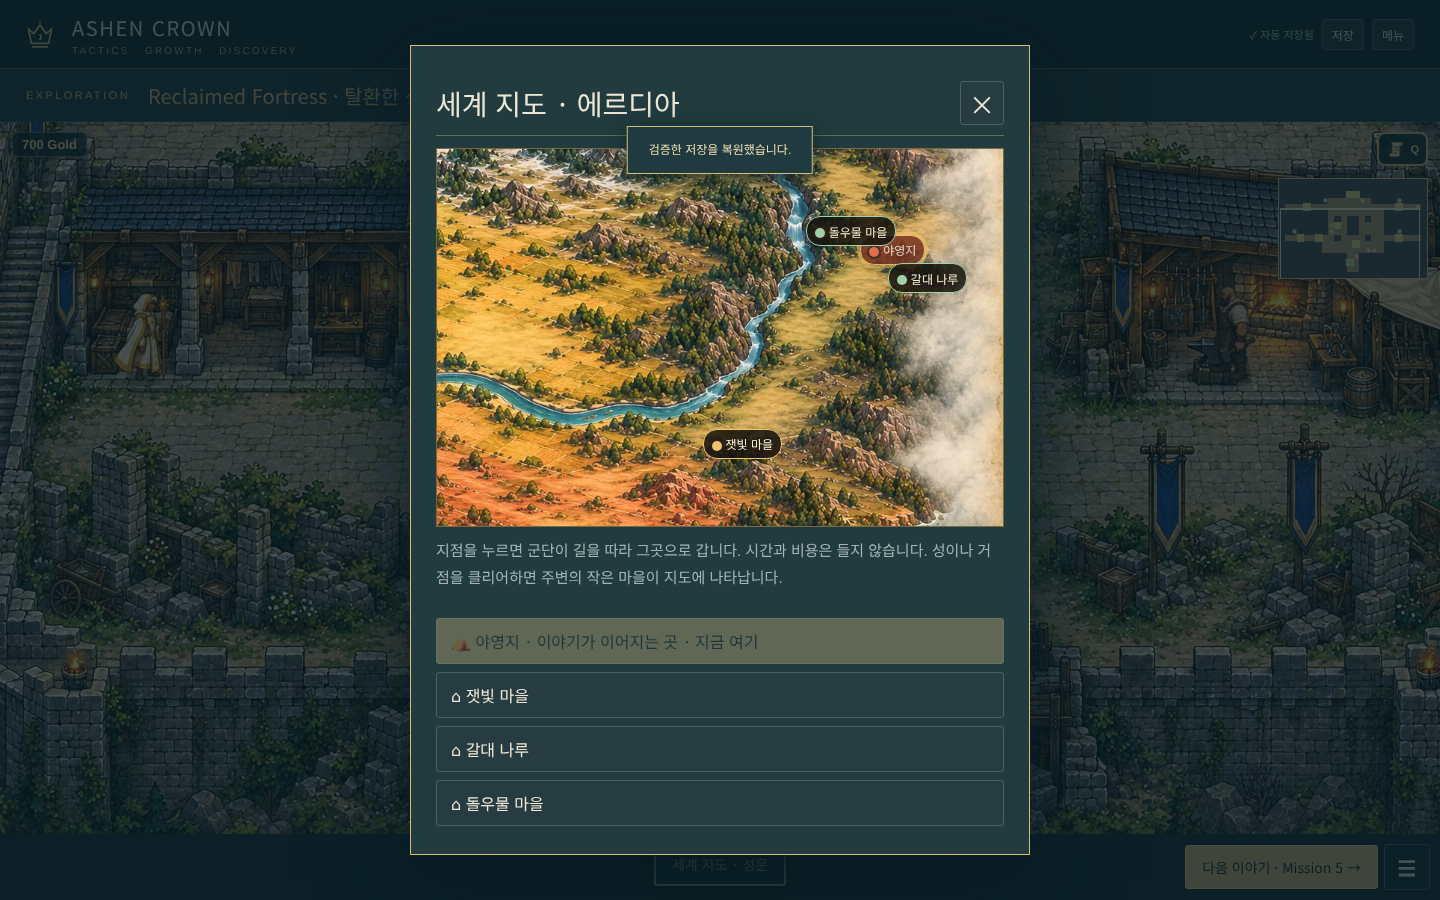 ASHEN CROWN
TACTICS · GROWTH · DISCOVERY
✓ 자동 저장됨
저장
메뉴
EXPLORATION
Reclaimed Fortress · 탈환한
700 Gold
Q
세계 지도 · 에르디아
검증한 저장을 복원했습니다.
돌우물 마을
야영지
갈대 나루
잿빛 마을
지점을 누르면 군단이 길을 따라 그곳으로 갑니다. 시간과 비용은 들지 않습니다. 성이나 거
점을 클리어하면 주변의 작은 마을이 지도에 나타납니다.
야영지 · 이야기가 이어지는 곳 · 지금 여기
⌂ 잿빛 마을
⌂ 갈대 나루
⌂ 돌우물 마을
세계 지도 · 성문
다음 이야기 · Mission 5 →